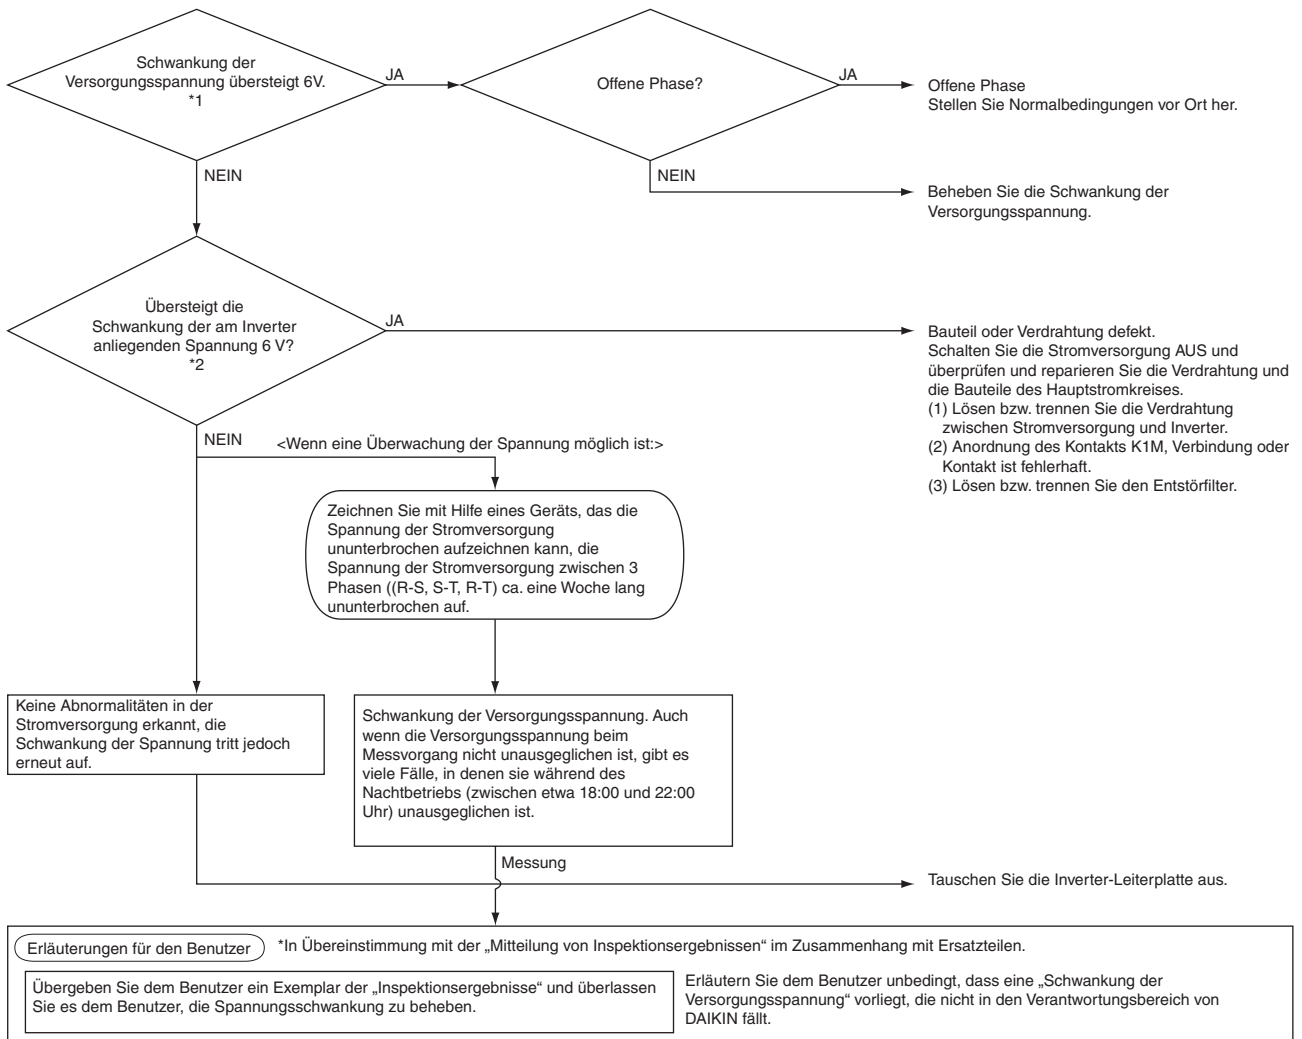 Schwankung der
Versorgungsspannung übersteigt 6V.
*1
JA
Offene Phase?
JA
Offene Phase
Stellen Sie Normalbedingungen vor Ort her.
NEIN
NEIN
Beheben Sie die Schwankung der
Versorgungsspannung.
Übersteigt die
Schwankung der am Inverter
anliegenden Spannung 6 V?
*2
JA
Bauteil oder Verdrahtung defekt.
Schalten Sie die Stromversorgung AUS und
überprüfen und reparieren Sie die Verdrahtung und
die Bauteile des Hauptstromkreises.
(1) Lösen bzw. trennen Sie die Verdrahtung
zwischen Stromversorgung und Inverter.
(2) Anordnung des Kontakts K1M, Verbindung oder
Kontakt ist fehlerhaft.
(3) Lösen bzw. trennen Sie den Entstörfilter.
NEIN
<Wenn eine Überwachung der Spannung möglich ist:>
Zeichnen Sie mit Hilfe eines Geräts, das die
Spannung der Stromversorgung
ununterbrochen aufzeichnen kann, die
Spannung der Stromversorgung zwischen 3
Phasen ((R-S, S-T, R-T) ca. eine Woche lang
ununterbrochen auf.
Keine Abnormalitäten in der
Stromversorgung erkannt, die
Schwankung der Spannung tritt jedoch
erneut auf.
Schwankung der Versorgungsspannung. Auch
wenn die Versorgungsspannung beim
Messvorgang nicht unausgeglichen ist, gibt es
viele Fälle, in denen sie während des
Nachtbetriebs (zwischen etwa 18:00 und 22:00
Uhr) unausgeglichen ist.
Messung
Tauschen Sie die Inverter-Leiterplatte aus.
Erläuterungen für den Benutzer
*In Übereinstimmung mit der „Mitteilung von Inspektionsergebnissen“ im Zusammenhang mit Ersatzteilen.
Übergeben Sie dem Benutzer ein Exemplar der „Inspektionsergebnisse“ und überlassen
Sie es dem Benutzer, die Spannungsschwankung zu beheben.
Erläutern Sie dem Benutzer unbedingt, dass eine „Schwankung der
Versorgungsspannung“ vorliegt, die nicht in den Verantwortungsbereich von
DAIKIN fällt.